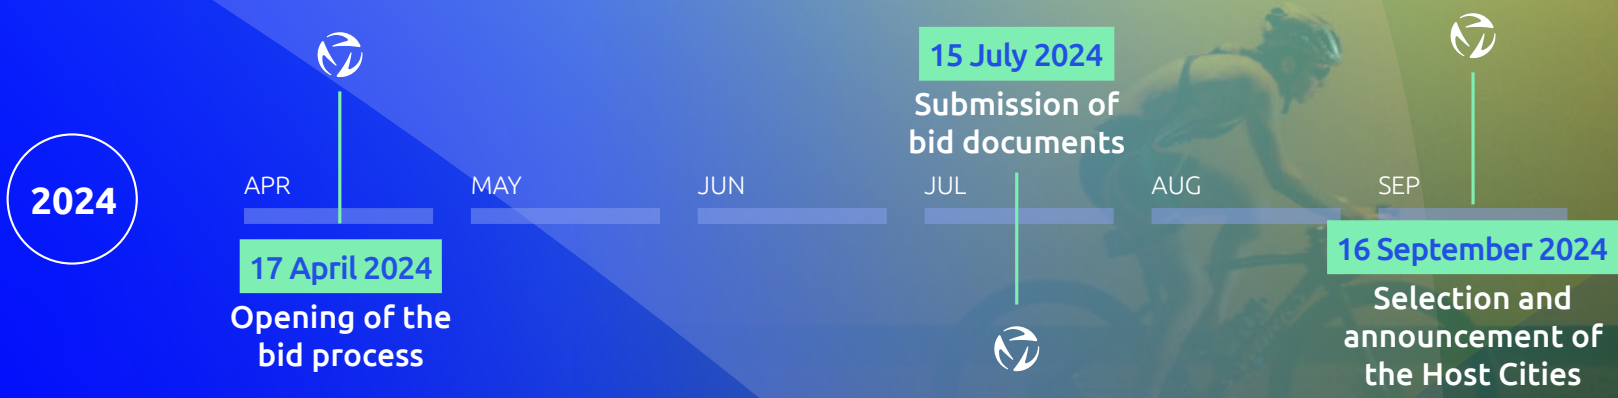 2024
APR
17 April 2024
Opening of the
bid process
MAY
JUN
15 July 2024
Submission of
bid documents
JUL
AUG
SEP
16 September 2024
Selection and
announcement of
the Host Cities